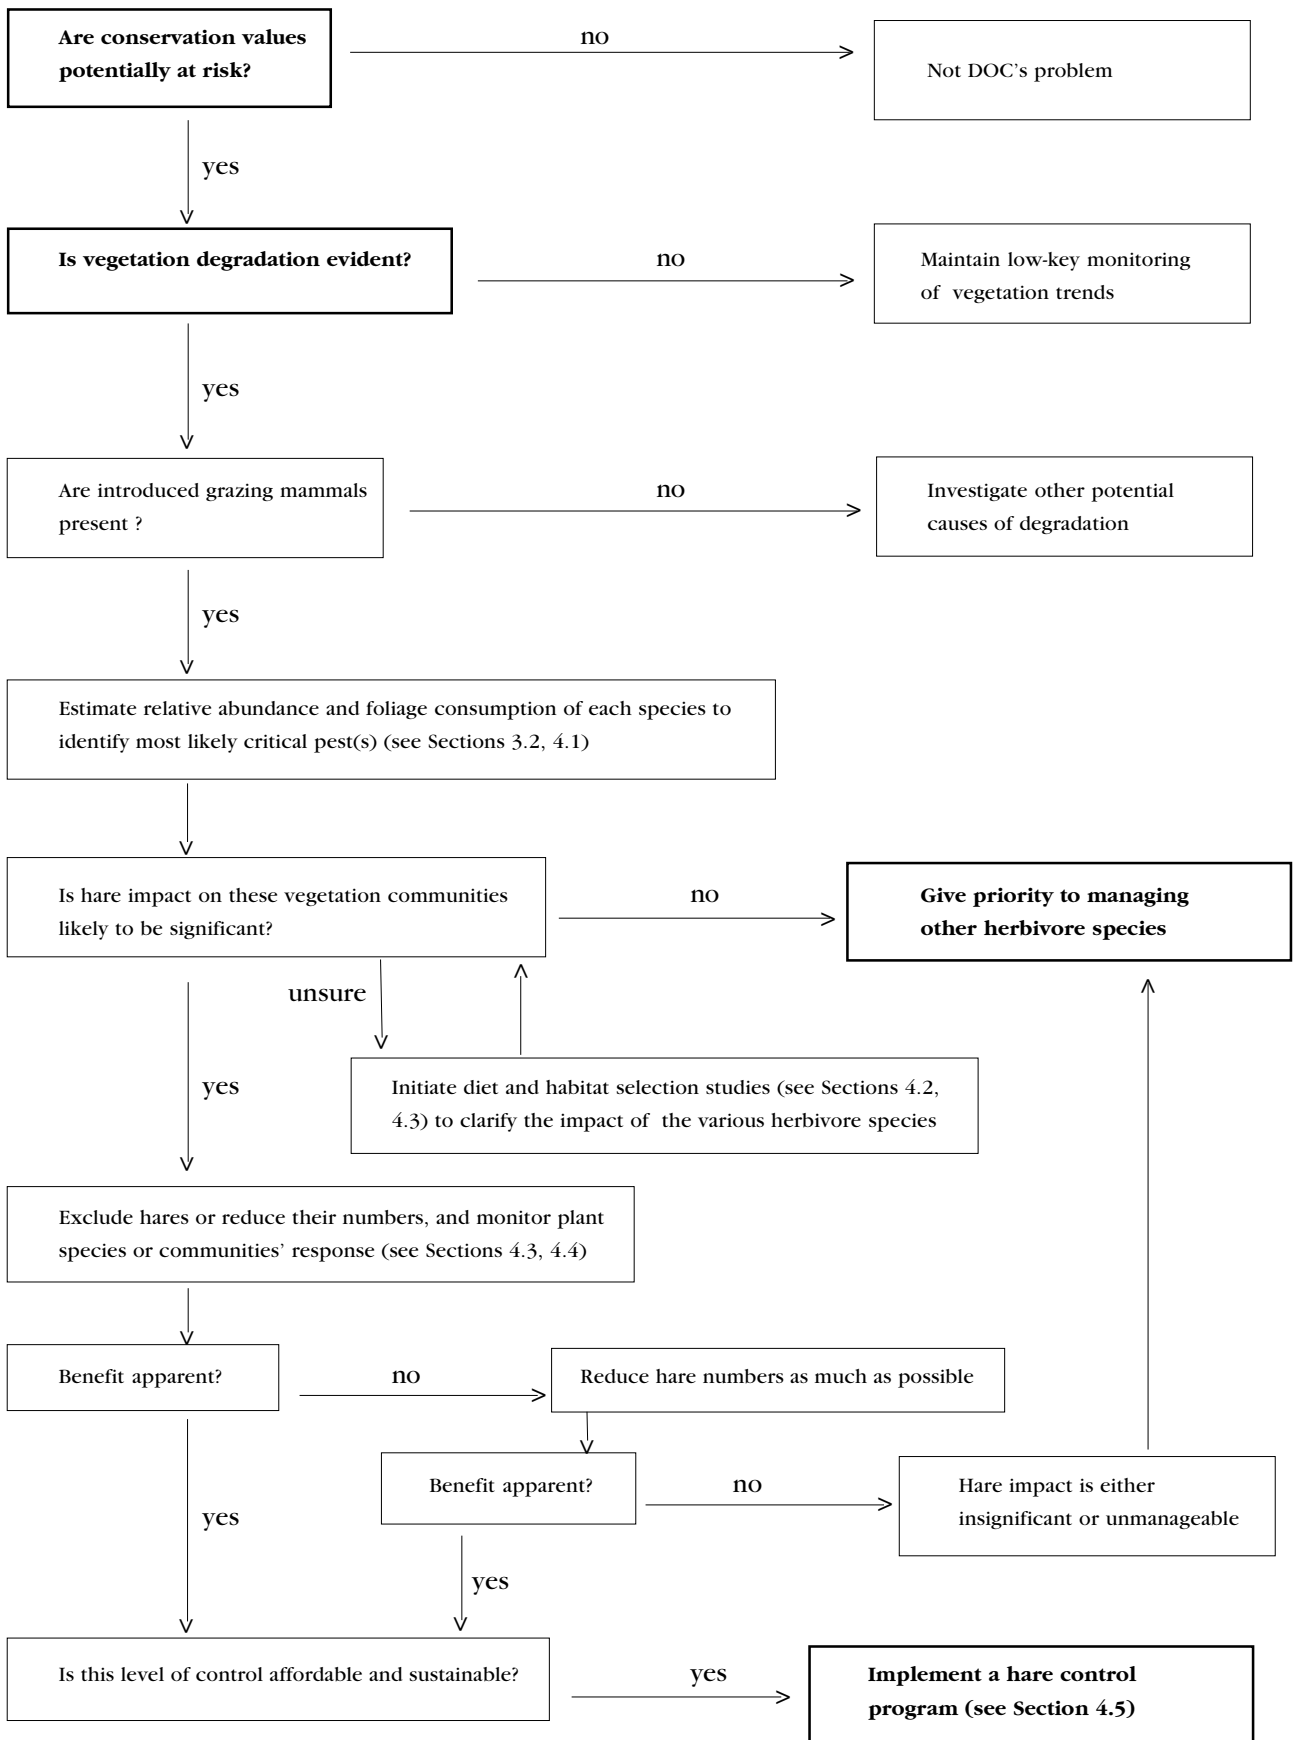 Are conservation values
potentially at risk?
no
Not DOC's problem
yes
Is vegetation degradation evident?
no
Maintain low-key monitoring
of vegetation trends
yes
Are introduced grazing mammals
present ?
no
Investigate other potential
causes of degradation
yes
Estimate relative abundance and foliage consumption of each species to
identify most likely critical pest(s) (see Sections 3.2, 4.1)
Is hare impact on these vegetation communities
likely to be significant?
no
Give priority to managing
other herbivore species
unsure
yes
Initiate diet and habitat selection studies (see Sections 4.2,
4.3) to clarify the impact of the various herbivore species
Exclude hares or reduce their numbers, and monitor plant
species or communities' response (see Sections 4.3, 4.4)
Benefit apparent?
no
Reduce hare numbers as much as possible
Benefit apparent?
no
Hare impact is either
insignificant or unmanageable
yes
yes
Is this level of control affordable and sustainable?
yes
Implement a hare control
program (see Section 4.5)